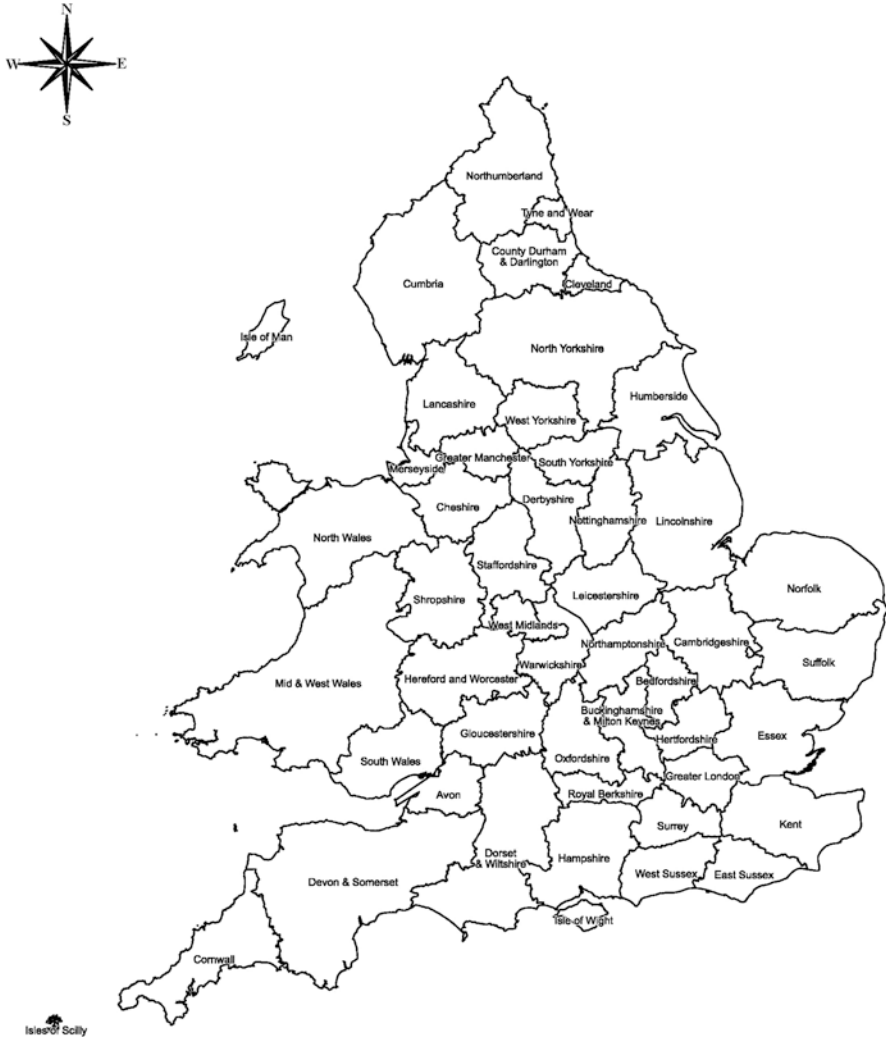 N
W
E
S
Northumberland
Tyne and Wear
County Durham
& Darlington
Cleveland
Cumbria
Isle of Man
North Yorkshire
Humberside
Lancashire
West Yorkshire
Greater Manchester
South Yorkshire
Merseyside
Cheshire
Derbyshire
Nottinghamshire
Lincolnshire
North Wales
Staffordshire
Shropshire
Leicestershire
Norfolk
West Midlands
Northamptonshire
Cambridgeshire
Suffolk
Warwickshire
Hereford and Worcester
Mid & West Wales
Bedfordshire
Buckinghamshire
& Milton Keynes
Gloucestershire
Hertfordshire
Essex
South Wales
Oxfordshire
Greater London
Avon
Royal Berkshire
Surrey
Kent
Dorset
& Wiltshire
Hampshire
West Sussex
East Sussex
Devon & Somerset
Isle of Wight
Cornwall
Isles of Scilly